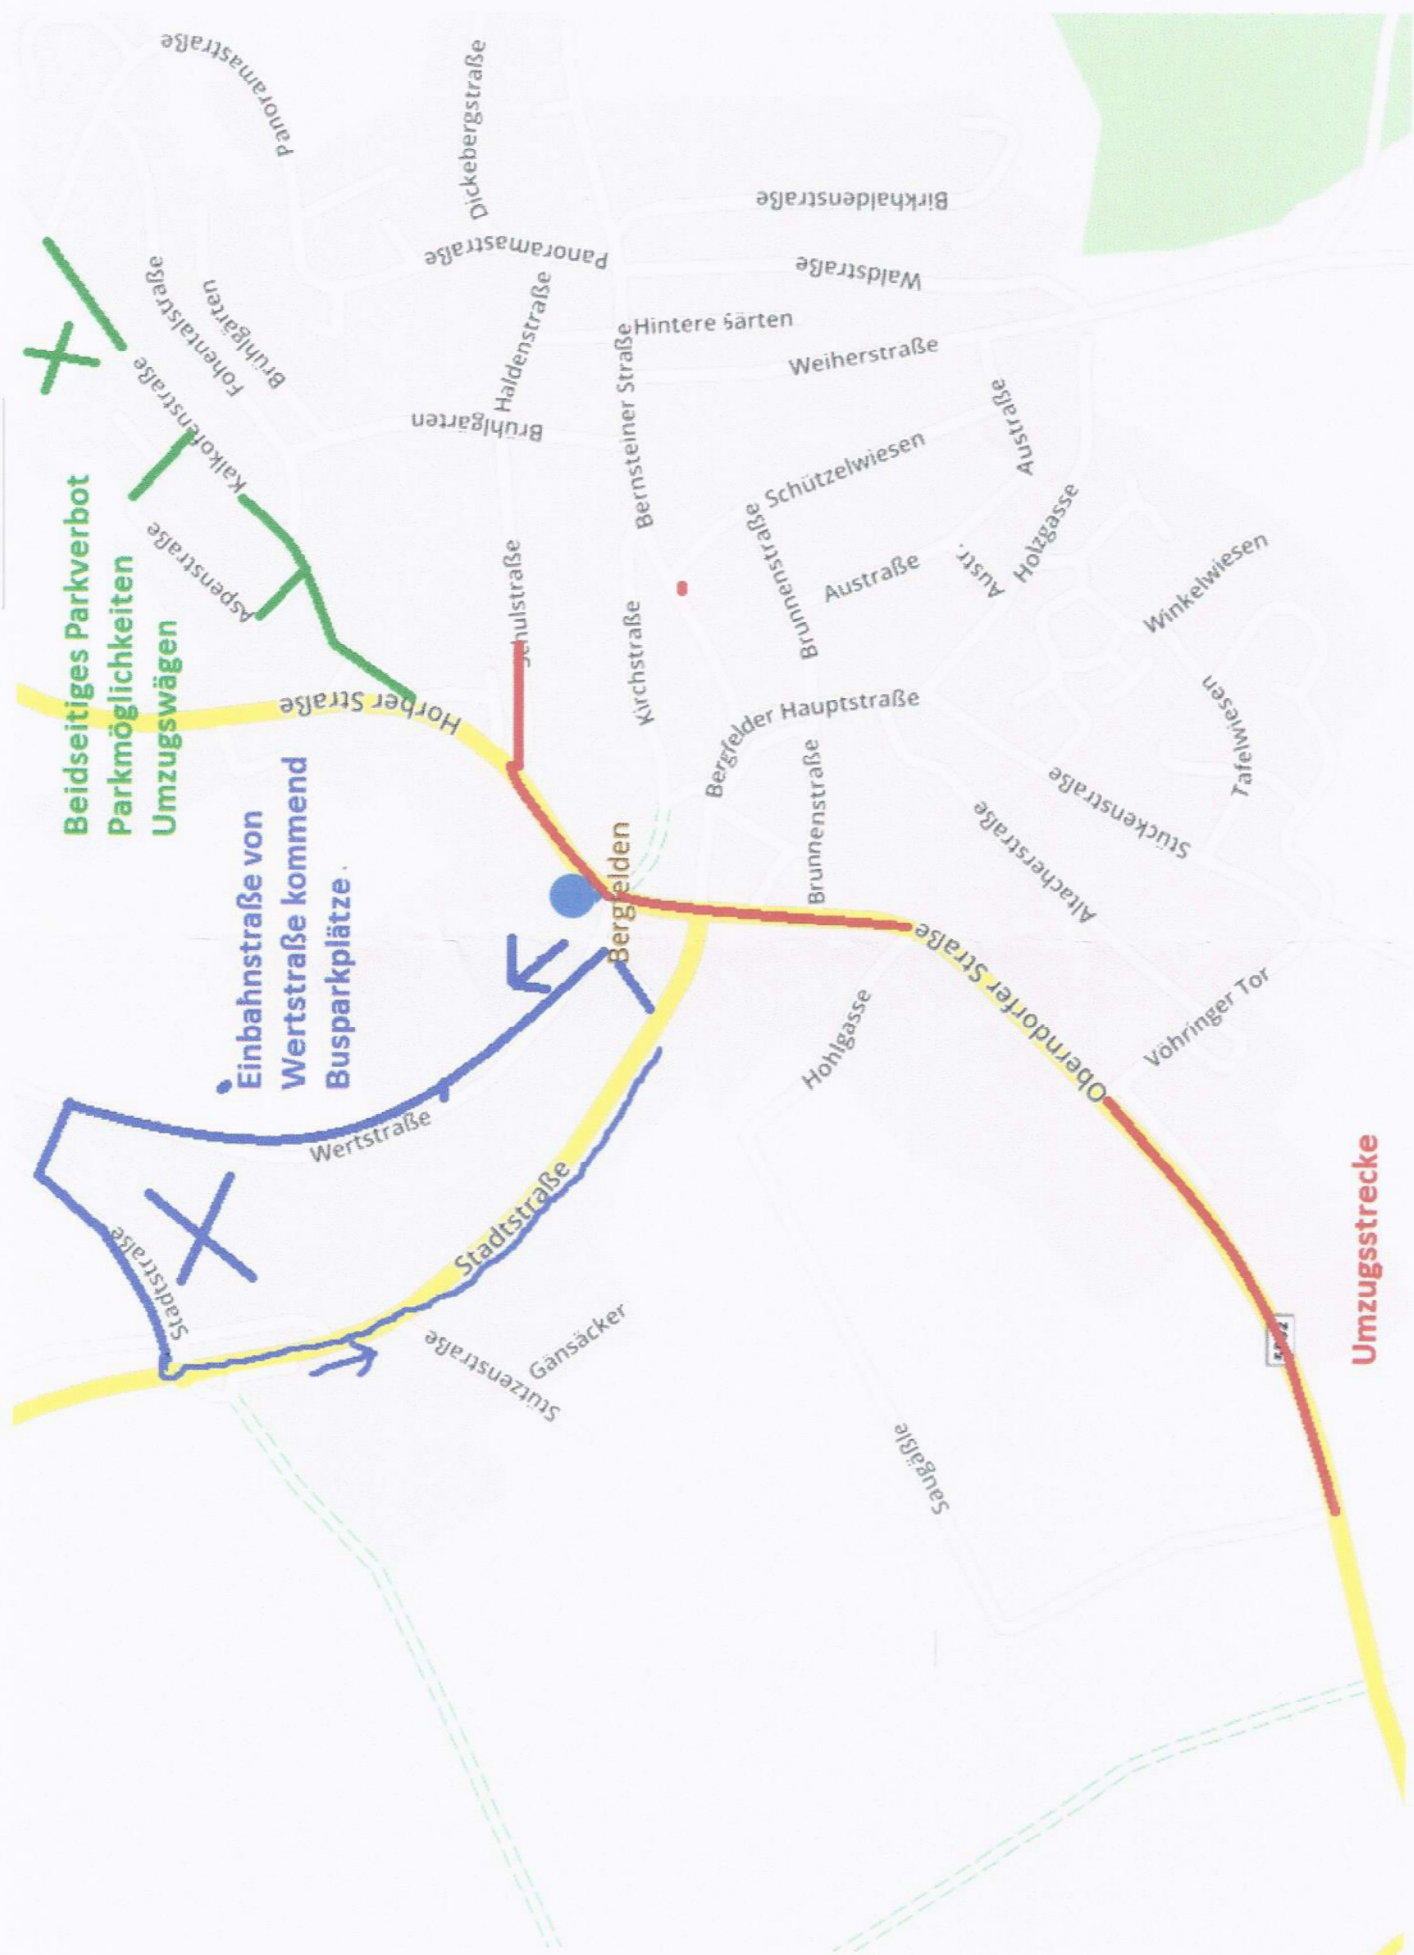 Beidseitiges Parkverbot
Parkmöglichkeiten
Umzugswägen
Einbahnstraße von
Wertstraße kommend
Busparkplätze
Umzugsstrecke
Bergfelden
Panoramastraße
Dickebergstraße
Panoramastraße
Birkhaldenstraße
Waldstraße
Fohentalstraße
Brühlgärten
Haldenstraße
Hintere Gärten
Weiherstraße
Kalkofenstraße
Brühlgärten
Bernsteiner Straße
Schützelwiesen
Austraße
Aspenstraße
Schulstraße
Kirchstraße
Brunnenstraße
Austraße
Austr.
Holzgasse
Winkelwiesen
Horber Straße
Bergfelder Hauptstraße
Brunnenstraße
Tafelwiesen
Stückenstraße
Altacherstraße
Oberndorfer Straße
Vöhringer Tor
Hohlgasse
Wertstraße
Stadtstraße
Stadtstraße
Stützenstraße
Gänsäcker
Saugäßle